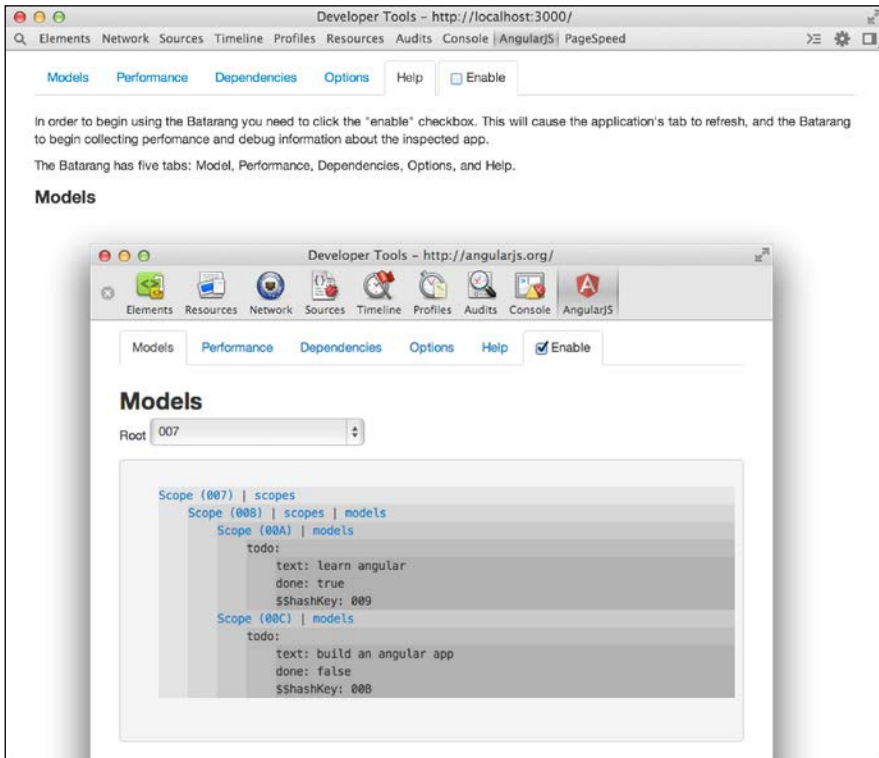 Developer Tools – http://localhost:3000/
Elements Network Sources Timeline Profiles Resources Audits Console AngularJS PageSpeed
Models Performance Dependencies Options Help Enable
In order to begin using the Batarang you need to click the "enable" checkbox. This will cause the application's tab to refresh, and the Batarang
to begin collecting perfomance and debug information about the inspected app.
The Batarang has five tabs: Model, Performance, Dependencies, Options, and Help.
Models
Developer Tools – http://angularjs.org/
Elements Resources Network Sources Timeline Profiles Audits Console AngularJS
Models Performance Dependencies Options Help Enable
Models
Root 007
Scope (007) | scopes
Scope (008) | scopes | models
Scope (00A) | models
todo:
text: learn angular
done: true
$$hashKey: 009
Scope (00C) | models
todo:
text: build an angular app
done: false
$$hashKey: 00B